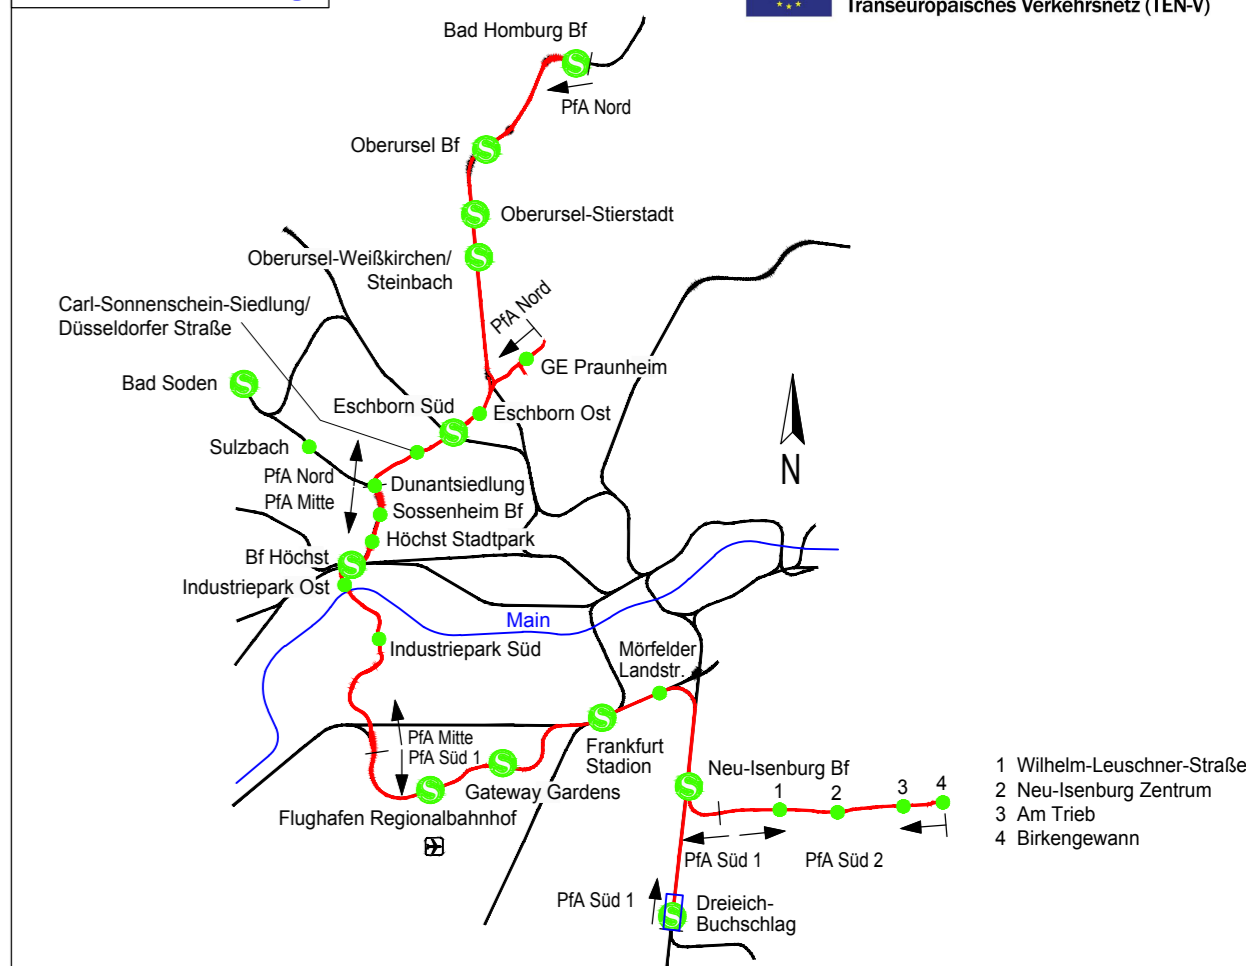 Transeuropäisches Verkehrsnetz (TEN-V)
Bad Homburg Bf
PfA Nord
Oberursel Bf
Oberursel-Stierstadt
Oberursel-Weißkirchen/
Steinbach
PfA Nord
Carl-Sonnenschein-Siedlung/
Düsseldorfer Straße
GE Praunheim
Bad Soden
Eschborn Süd
Eschborn Ost
Sulzbach
PfA Nord
PfA Mitte
Dunantsiedlung
Sossenheim Bf
Höchst Stadtpark
Bf Höchst
Industriepark Ost
Main
Industriepark Süd
Mörfelder
Landstr.
N
PfA Mitte
PfA Süd 1
Frankfurt
Stadion
Gateway Gardens
Flughafen Regionalbahnhof
Neu-Isenburg Bf
1
2
3
4
1 Wilhelm-Leuschner-Straße
2 Neu-Isenburg Zentrum
3 Am Trieb
4 Birkengewann
PfA Süd 1
PfA Süd 2
PfA Süd 1
Dreieich-
Buchschlag